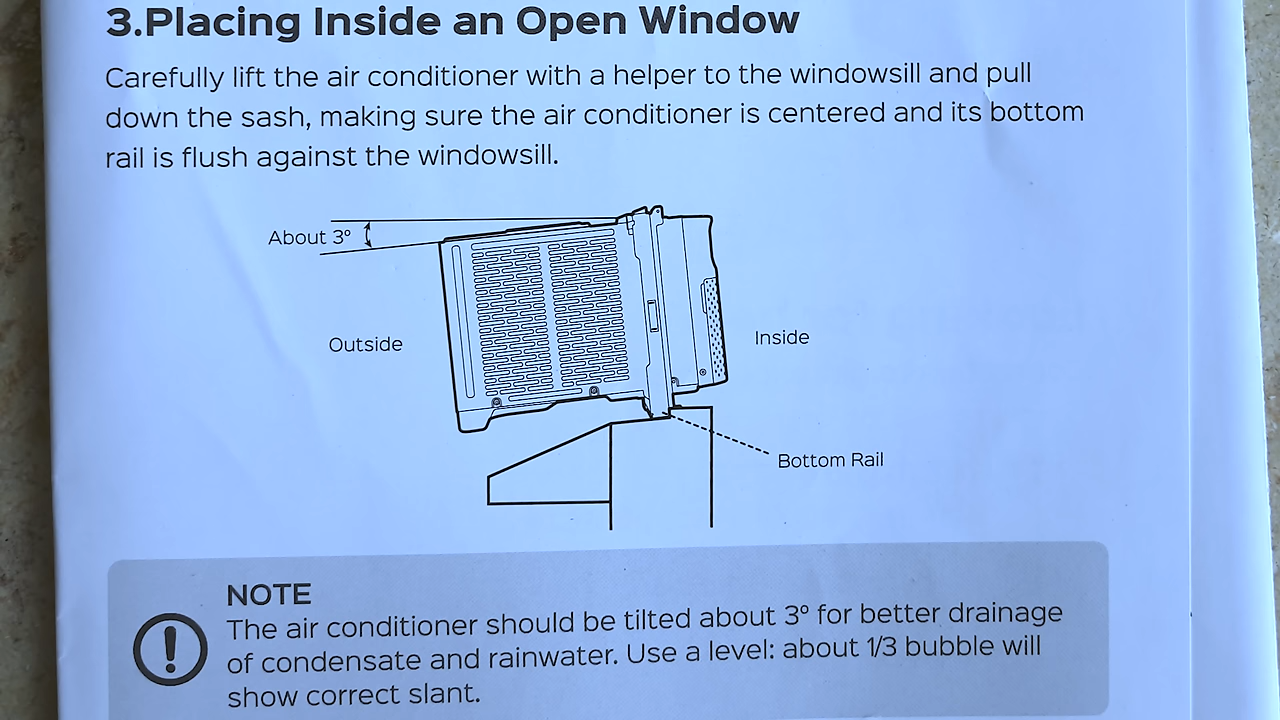 3.Placing Inside an Open Window
Carefully lift the air conditioner with a helper to the windowsill and pull
down the sash, making sure the air conditioner is centered and its bottom
rail is flush against the windowsill.
About 3°
Outside
Inside
Bottom Rail
NOTE
The air conditioner should be tilted about 3° for better drainage
of condensate and rainwater. Use a level: about 1/3 bubble will
show correct slant.